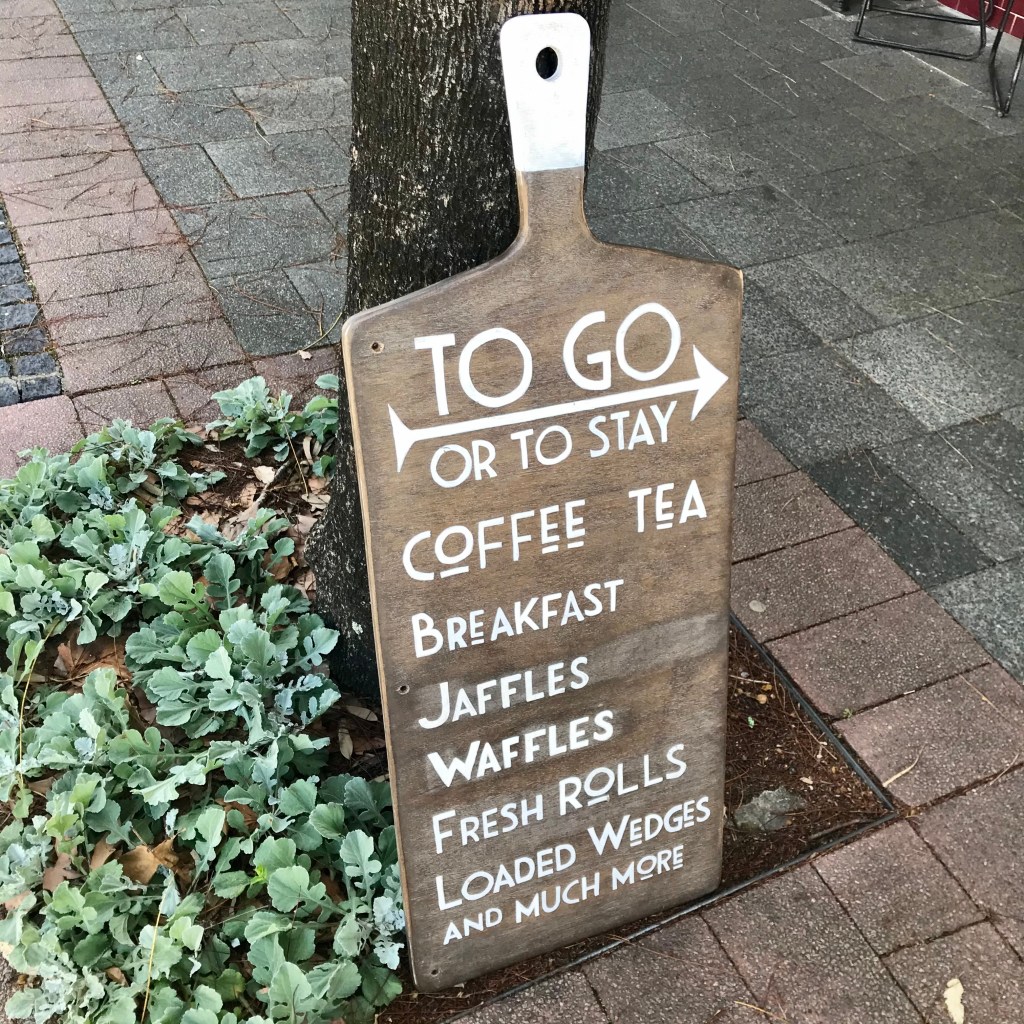 TO GO
OR TO STAY
COFFEE TEA
BREAKFAST
JAFFLES
WAFFLES
FRESH ROLLS
LOADED WEDGES
AND MUCH MORE